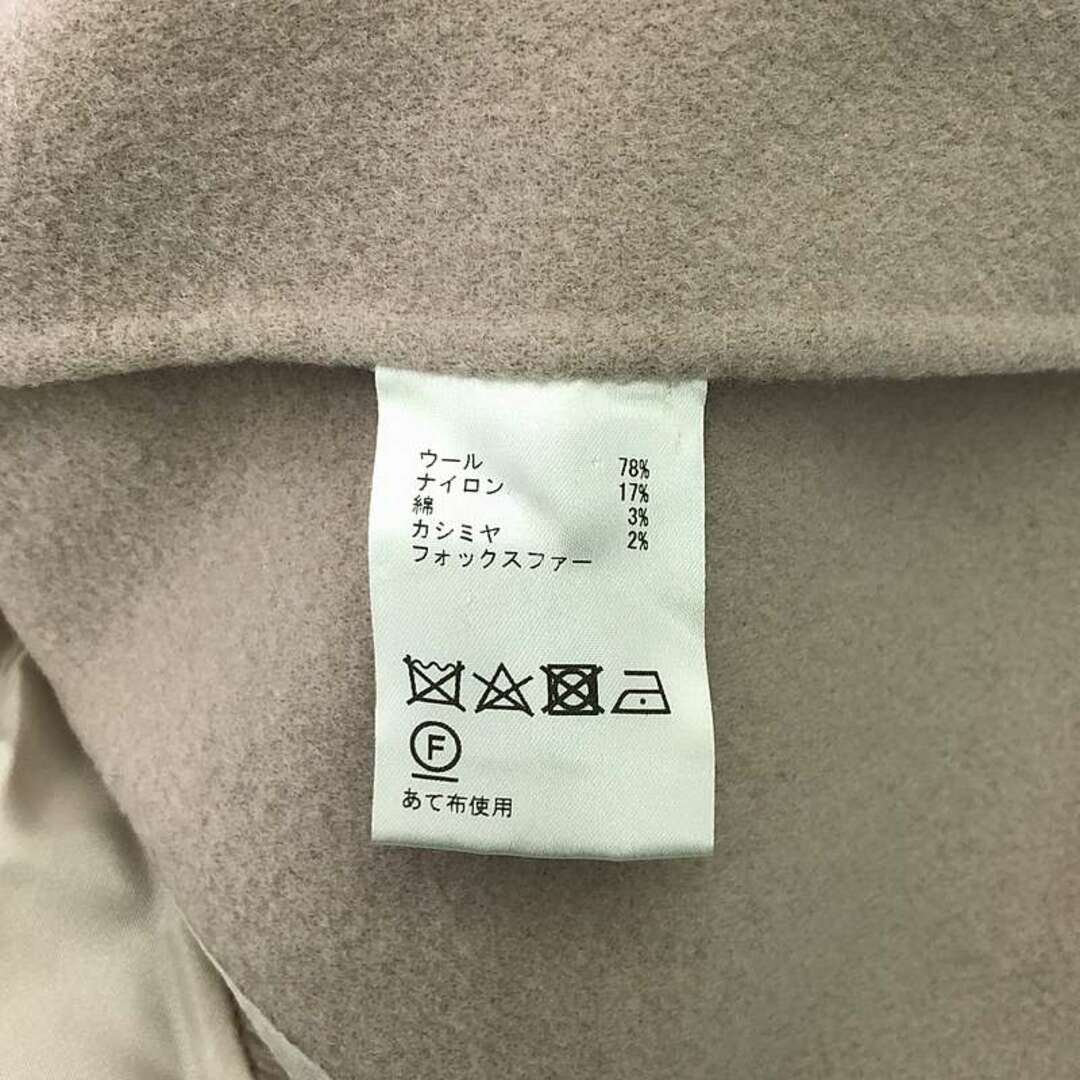 ウール 78%
ナイロン 17%
綿 3%
カシミヤ 2%
フォックスファー
F
あて布使用